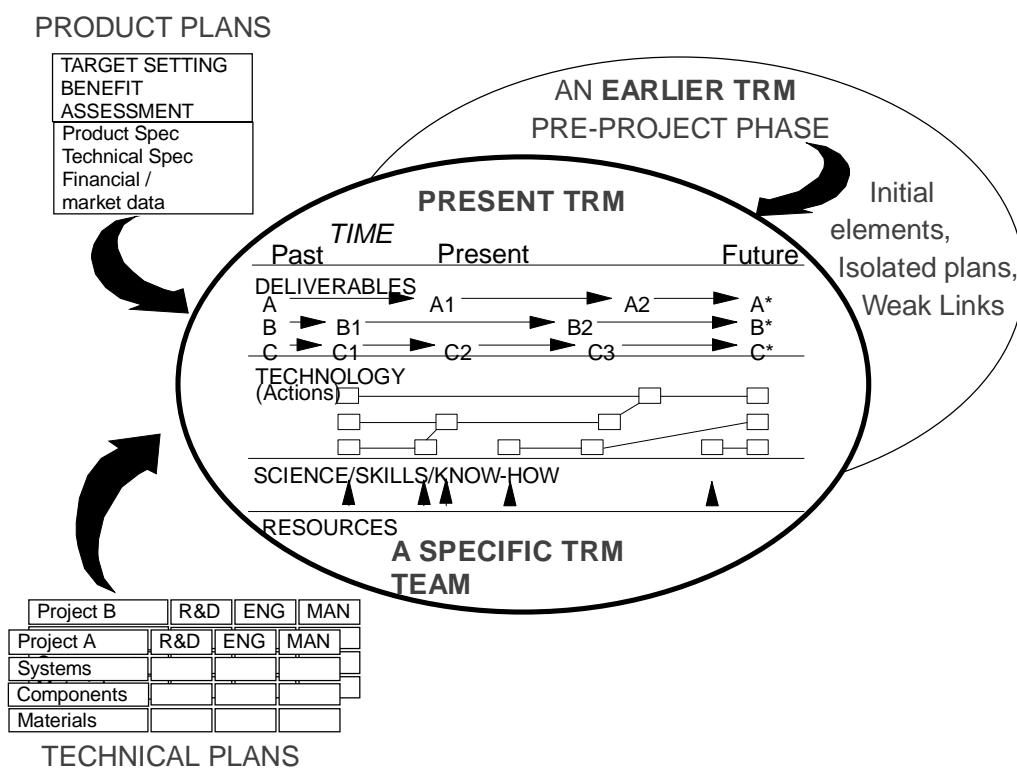 PRODUCT PLANS
TARGET SETTING
BENEFIT
ASSESSMENT
Product Spec
Technical Spec
Financial /
market data
AN EARLIER TRM
PRE-PROJECT PHASE
Initial
elements,
Isolated plans,
Weak Links
PRESENT TRM
TIME
Past Present Future
DELIVERABLES
A A1 A2 A*
B B1 B2 B*
C C1 C2 C3 C*
TECHNOLOGY
(Actions)
SCIENCE/SKILLS/KNOW-HOW
RESOURCES
A SPECIFIC TRM
TEAM
Project B R&D ENG MAN
Project A R&D ENG MAN
Systems
Components
Materials
TECHNICAL PLANS